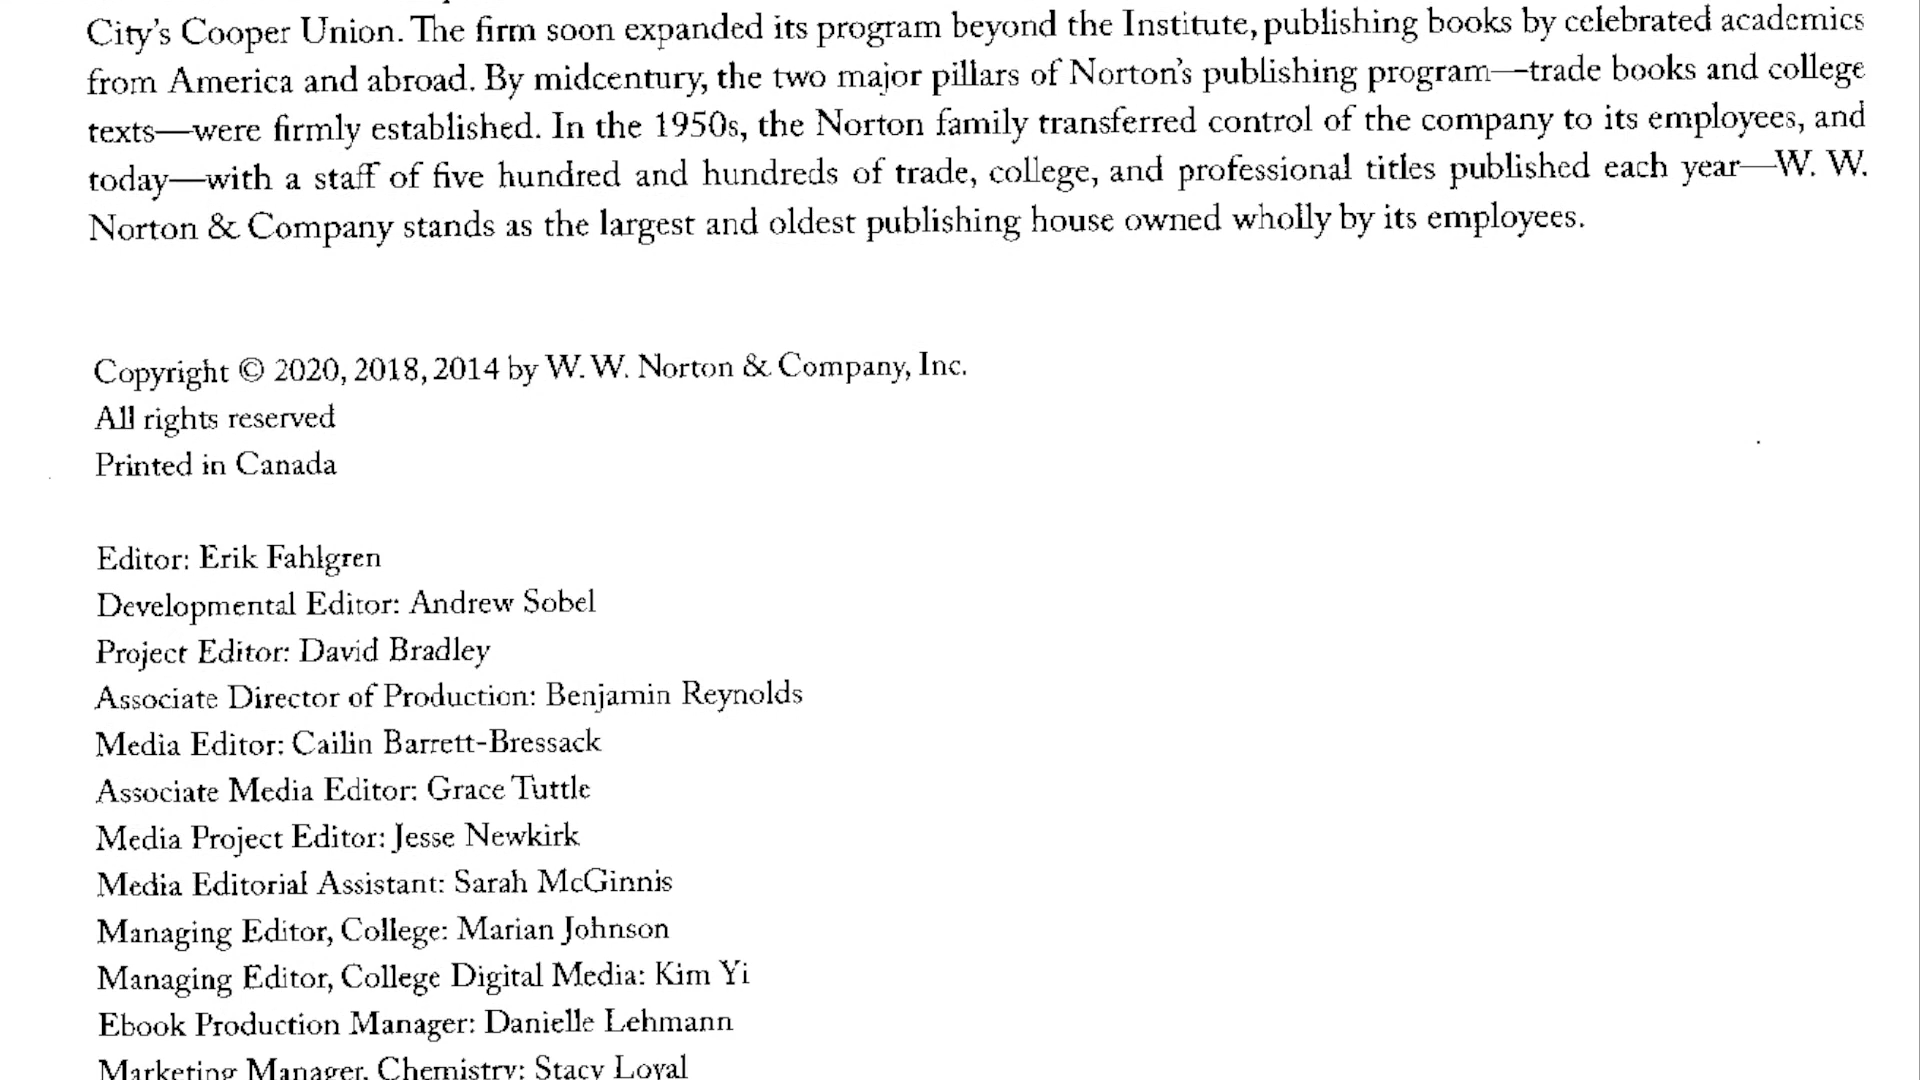 City's Cooper Union. The firm soon expanded its program beyond the Institute, publishing books by celebrated academics
from America and abroad. By midcentury, the two major pillars of Norton's publishing program—trade books and college
texts—were firmly established. In the 1950s, the Norton family transferred control of the company to its employees, and
today—with a staff of five hundred and hundreds of trade, college, and professional titles published each year—W. W.
Norton & Company stands as the largest and oldest publishing house owned wholly by its employees.
Copyright © 2020, 2018, 2014 by W. W. Norton & Company, Inc.
All rights reserved
Printed in Canada
Editor: Erik Fahlgren
Developmental Editor: Andrew Sobel
Project Editor: David Bradley
Associate Director of Production: Benjamin Reynolds
Media Editor: Cailin Barrett-Bressack
Associate Media Editor: Grace Tuttle
Media Project Editor: Jesse Newkirk
Media Editorial Assistant: Sarah McGinnis
Managing Editor, College: Marian Johnson
Managing Editor, College Digital Media: Kim Yi
Ebook Production Manager: Danielle Lehmann
Marketing Manager, Chemistry: Stacy Loyal